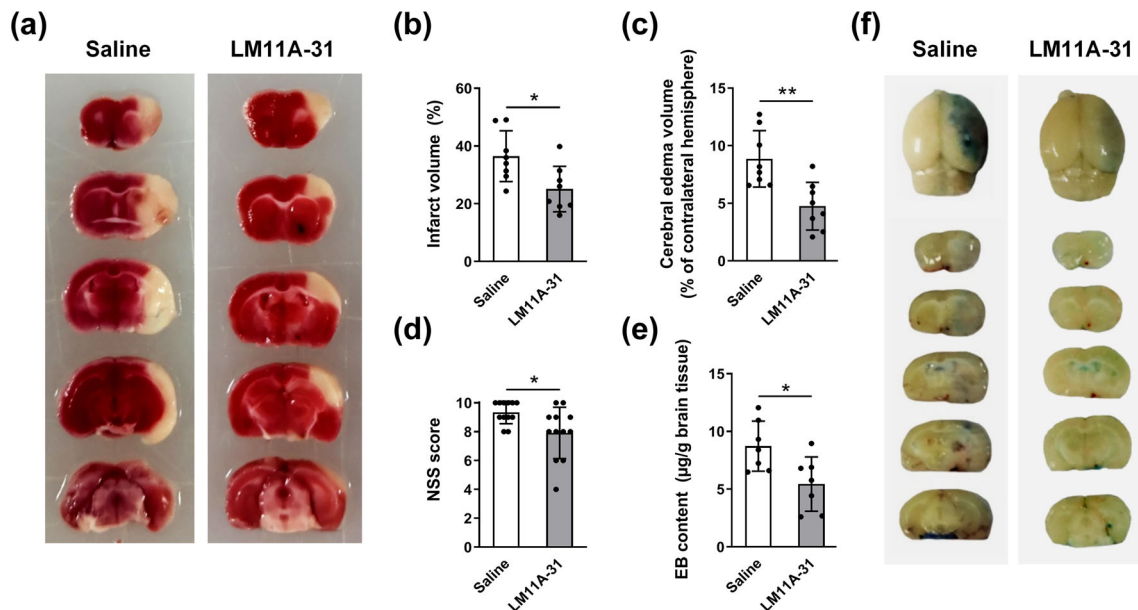 (a)
Saline
LM11A-31
(b)
Infarct volume (%)
60
40
20
0
*
Saline
LM11A-31
(c)
Cerebral edema volume
(% of contralateral hemisphere)
15
10
5
0
**
Saline
LM11A-31
(d)
NSS score
10
8
6
4
2
0
*
Saline
LM11A-31
(e)
EB content (μg/g brain tissue)
15
10
5
0
*
Saline
LM11A-31
(f)
Saline
LM11A-31